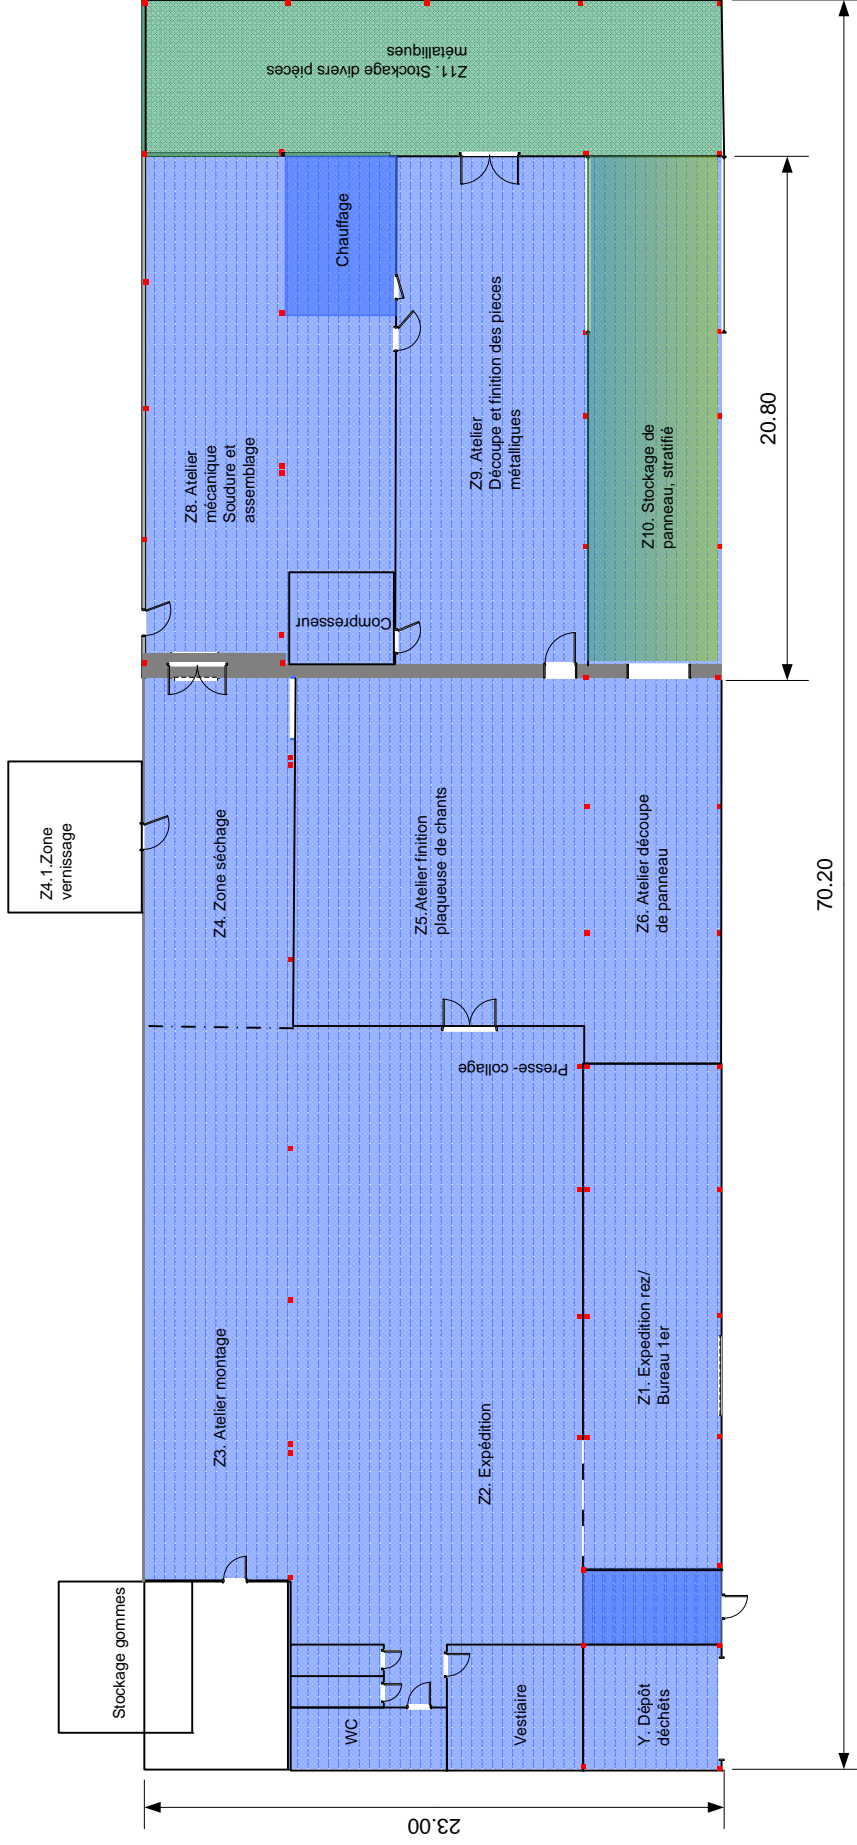 Z11. Stockage divers pièces
métalliques
Chauffage
Z8. Atelier
mécanique
Soudure et
assemblage
Z9. Atelier
Découpe et finition des pieces
métalliques
Z10. Stockage de
panneau, stratifié
20.80
Compresseur
Z4.1.Zone
vernissage
Z4. Zone séchage
Z5.Atelier finition
plaqueuse de chants
Z6. Atelier découpe
de panneau
70.20
Presse- collage
Z3. Atelier montage
Z2. Expédition
Z1. Expedition rez/
Bureau 1er
Stockage gommes
WC
Vestiaire
Y. Dépôt
déchêts
23.00